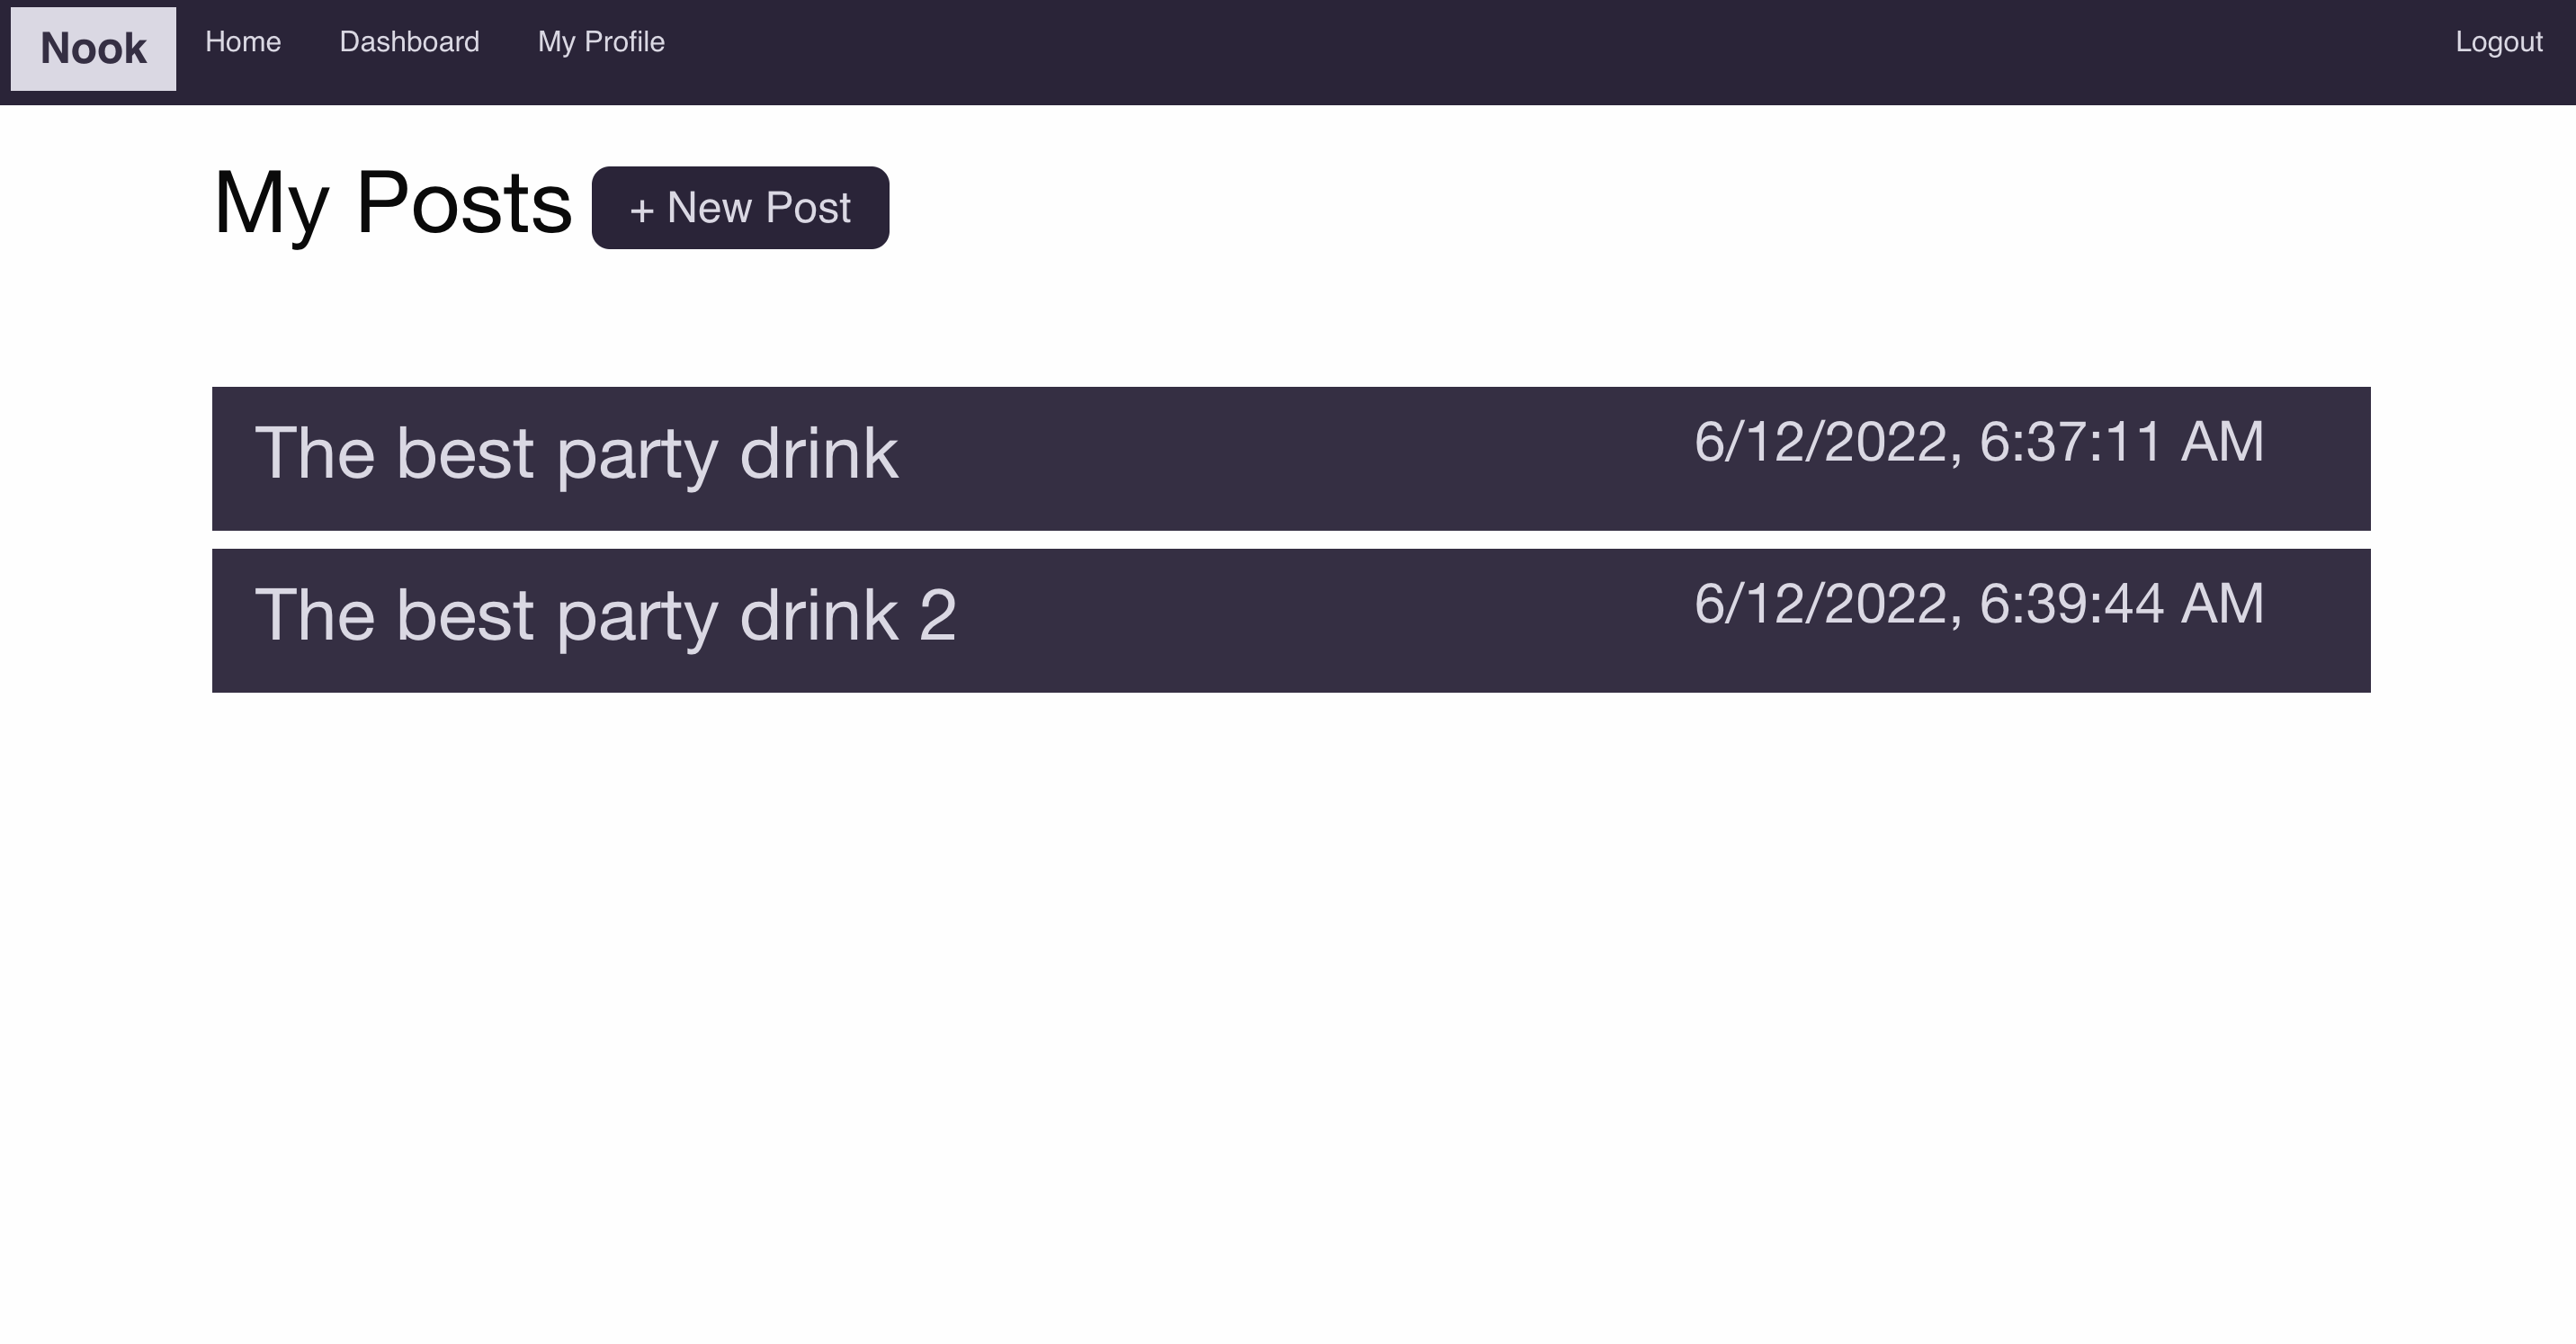 Nook Home Dashboard My Profile Logout
My Posts + New Post
The best party drink 6/12/2022, 6:37:11 AM
The best party drink 2 6/12/2022, 6:39:44 AM